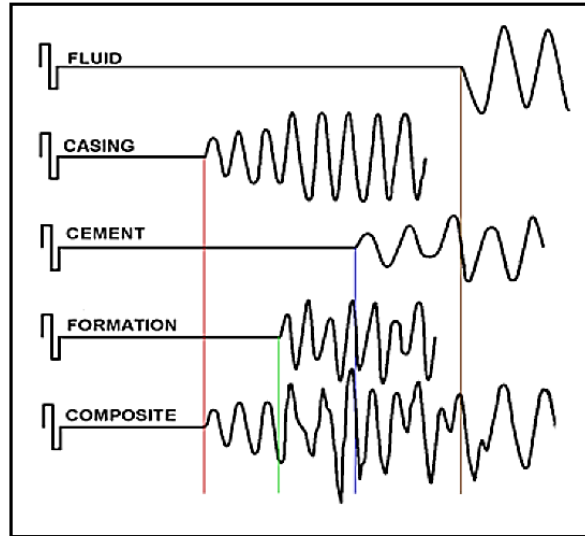 FLUID
CASING
CEMENT
FORMATION
COMPOSITE